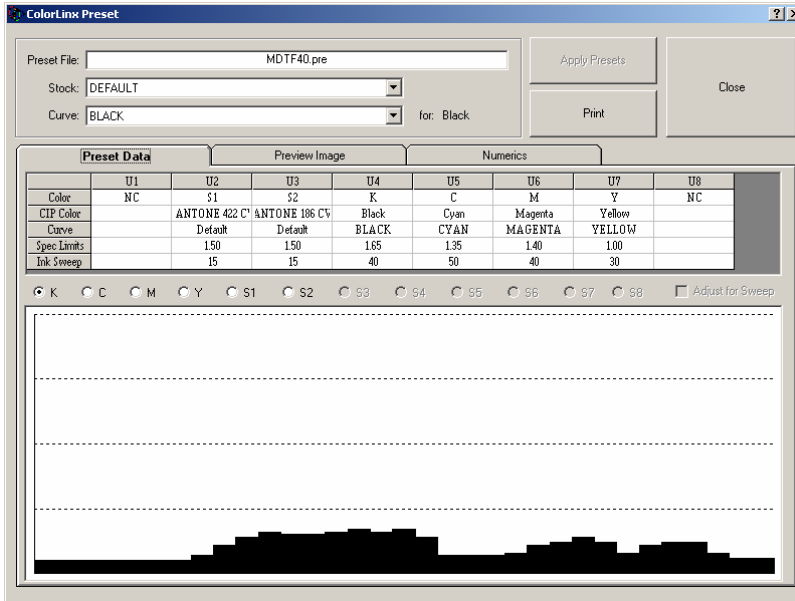 ColorLinx Preset
Preset File: MDTF40.pre
Apply Presets
Close
Stock: DEFAULT
Curve: BLACK for: Black
Print
Preset Data Preview Image Numerics
U1 U2 U3 U4 U5 U6 U7 U8
Color NC S1 S2 K C M Y NC
CIP Color ANTONE 422 C ANTONE 186 CV Black Cyan Magenta Yellow
Curve Default Default BLACK CYAN MAGENTA YELLOW
Spec Limits 1.50 1.50 1.65 1.35 1.40 1.00
Ink Sweep 15 15 40 50 40 30
K C M Y S1 S2 S3 S4 S5 S6 S7 S8 Adjust for Sweep